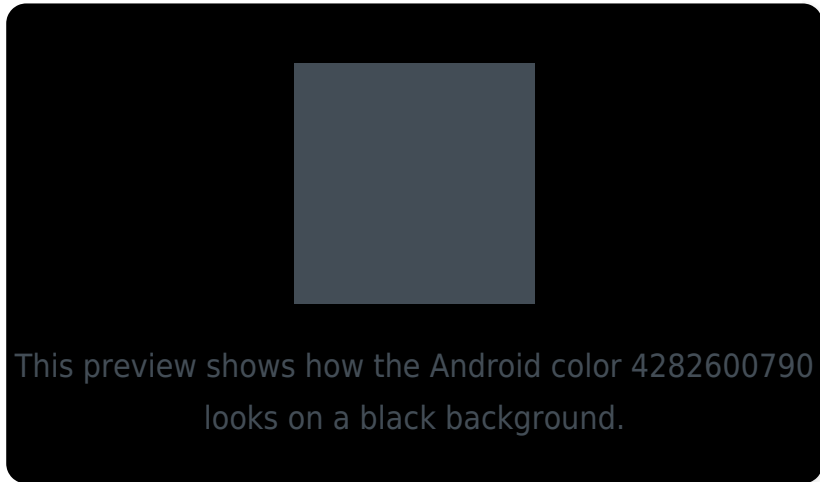 This preview shows how the Android color 4282600790
looks on a black background.